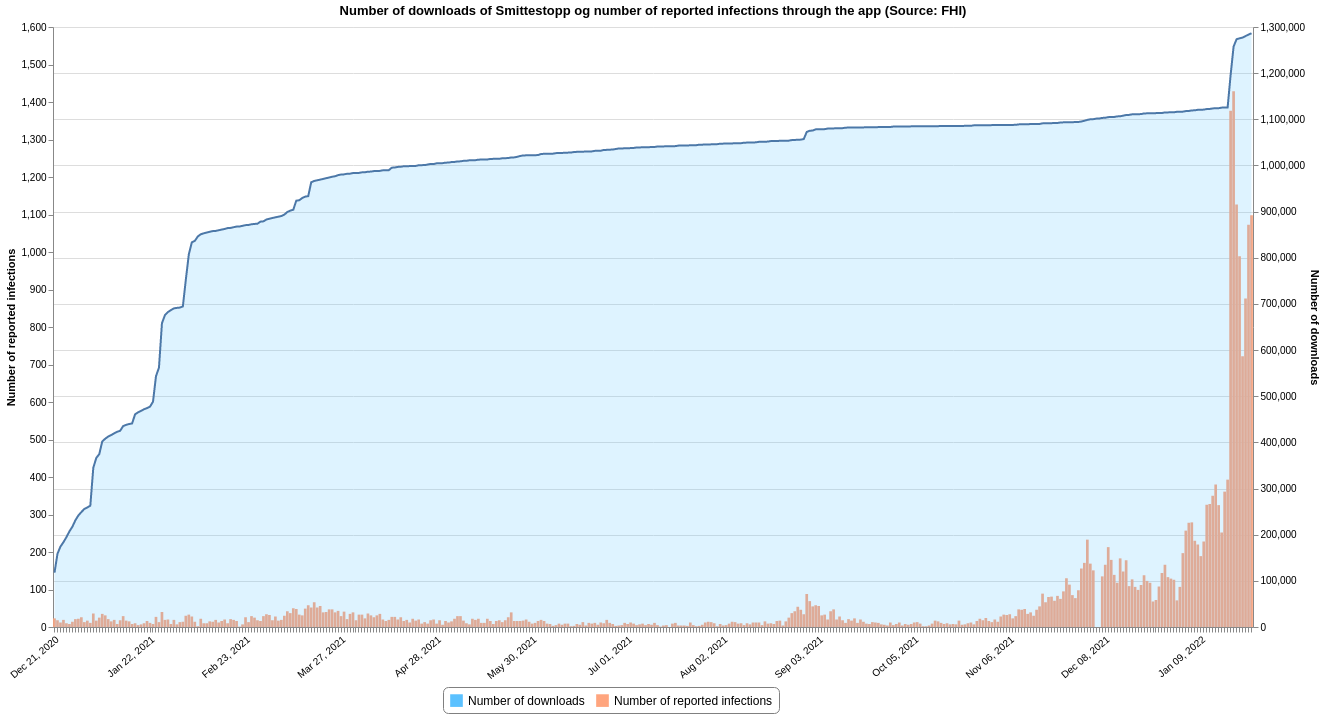 Number of downloads of Smittestopp og number of reported infections through the app (Source: FHI)
1,600
1,500
1,400
1,300
1,200
1,100
1,000
900
800
700
600
500
400
300
200
100
0
Number of reported infections
1,300,000
1,200,000
1,100,000
1,000,000
900,000
800,000
700,000
600,000
500,000
400,000
300,000
200,000
100,000
0
Number of downloads
Dec 21, 2020
Jan 22, 2021
Feb 23, 2021
Mar 27, 2021
Apr 28, 2021
May 30, 2021
Jul 01, 2021
Aug 02, 2021
Sep 03, 2021
Oct 05, 2021
Nov 06, 2021
Dec 08, 2021
Jan 09, 2022
Number of downloads
Number of reported infections